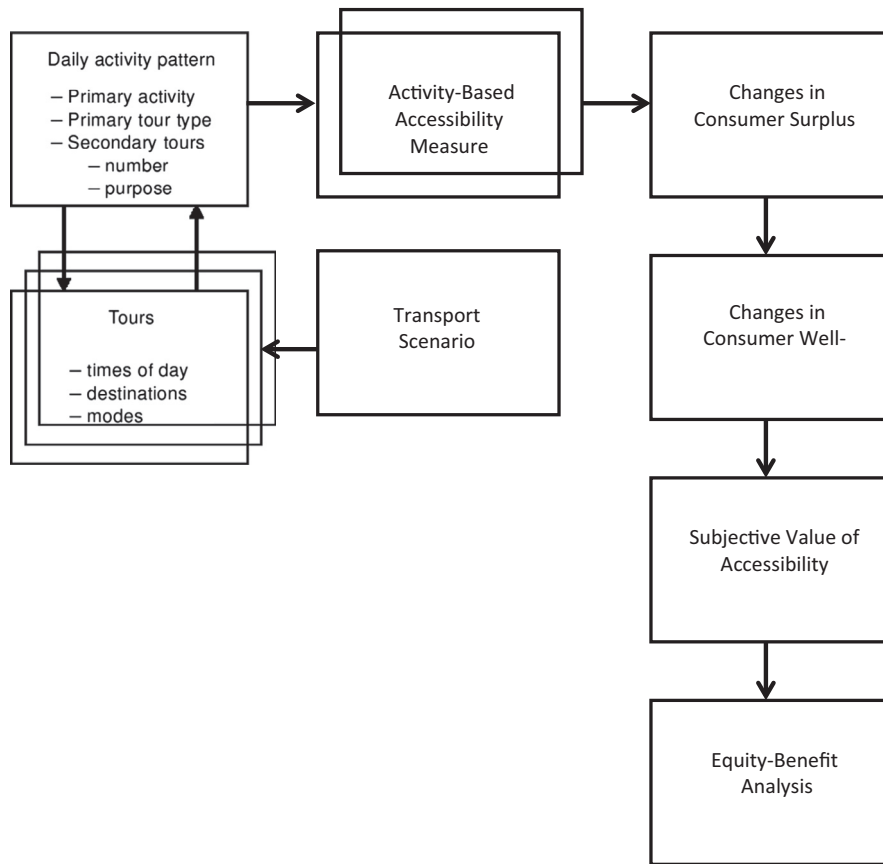 Daily activity pattern
– Primary activity
– Primary tour type
– Secondary tours
– number
– purpose
Activity-Based
Accessibility
Measure
Changes in
Consumer Surplus
Tours
– times of day
– destinations
– modes
Transport
Scenario
Changes in
Consumer Well-
Subjective Value of
Accessibility
Equity-Benefit
Analysis